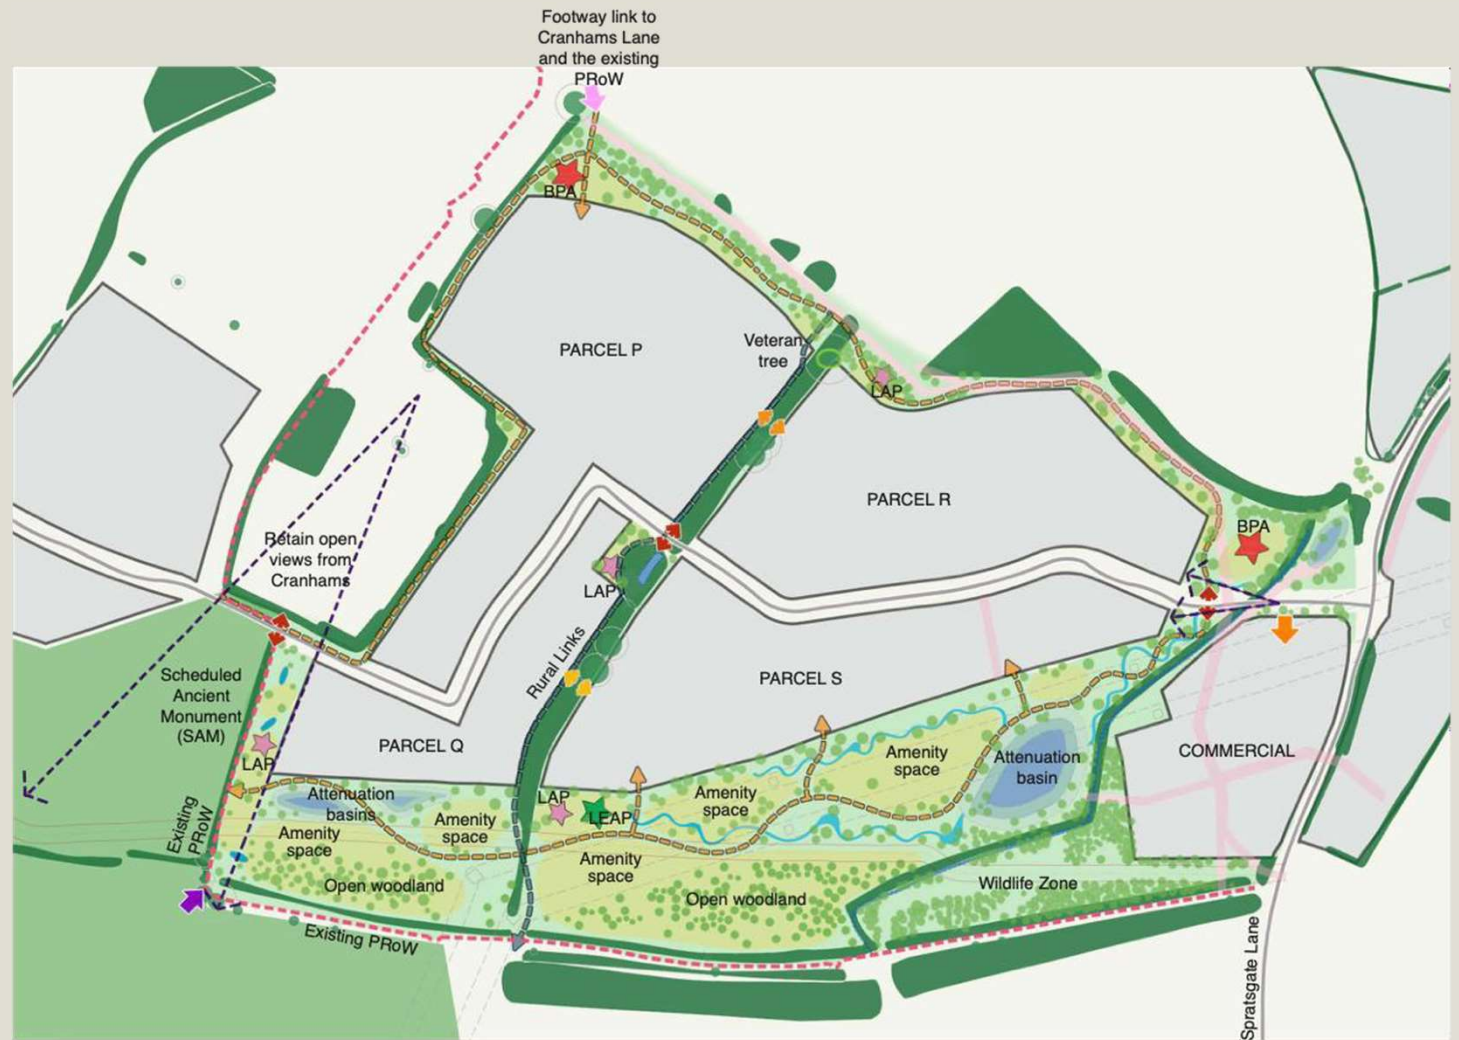 Footway link to
Cranhams Lane
and the existing
PRoW
BPA
PARCEL P
Veteran
tree
LAP
PARCEL R
BPA
Retain open
views from
Cranhams
LAP
Rural Links
Scheduled
Ancient
Monument
(SAM)
PARCEL S
PARCEL Q
LAP
COMMERCIAL
Amenity
space
Attenuation
basin
Attenuation
basins
LAP
LEAP
Amenity
space
Existing
PRoW
Amenity
space
Amenity
space
Amenity
space
Open woodland
Open woodland
Wildlife Zone
Existing PRoW
Spratsgate Lane